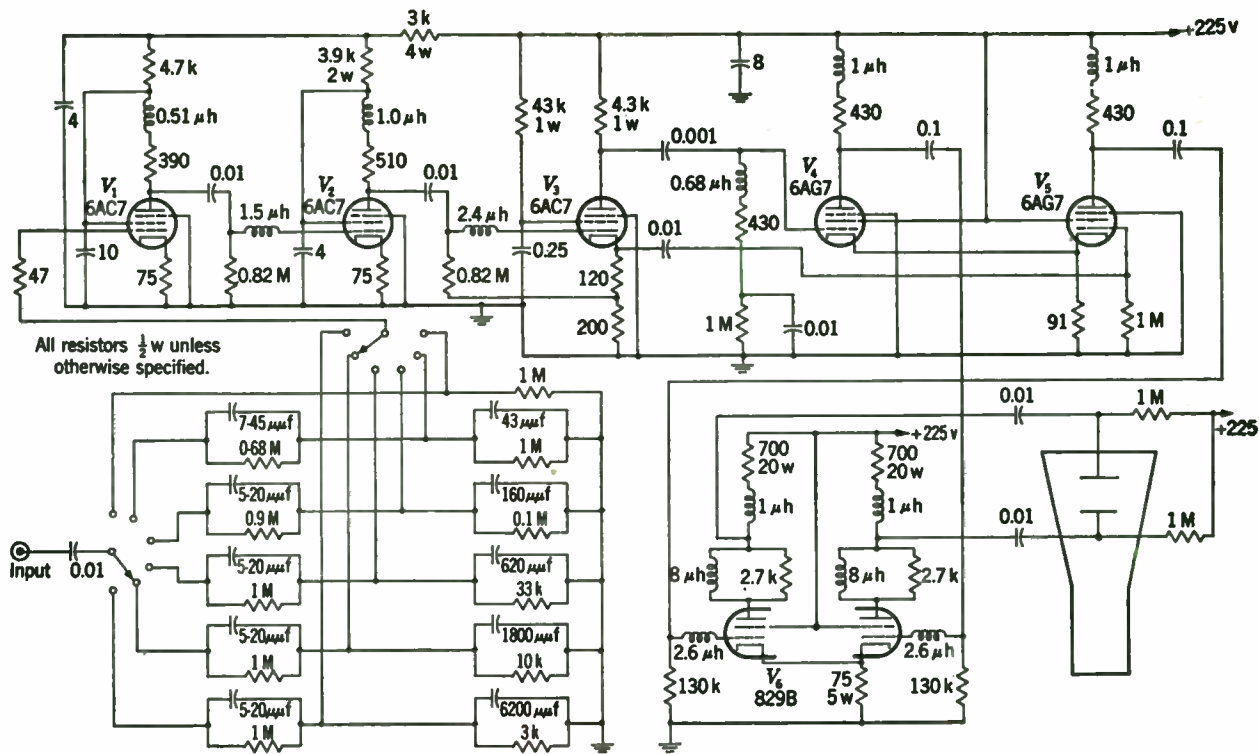 3 k
4 w
+225 v
4.7 k
3.9 k
2 w
4
0.51 μh
1.0 μh
43 k
1 w
4.3 k
1 w
8
1 μh
1 μh
430
430
390
510
0.001
0.1
0.1
V1
6AC7
0.01
V2
6AC7
0.01
V3
6AC7
0.68 μh
V4
6AG7
V5
6AG7
1.5 μh
2.4 μh
430
0.01
47
10
75
0.82 M
4
75
0.82 M
0.25
120
200
1 M
0.01
91
1 M
All resistors ½ w unless
otherwise specified.
1 M
7-45 μμf
0-68 M
43 μμf
1 M
5-20 μμf
0.9 M
160 μμf
0.1 M
Input
0.01
5-20 μμf
1 M
620 μμf
33 k
5-20 μμf
1 M
1800 μμf
10 k
5-20 μμf
1 M
6200 μμf
3 k
0.01
1 M
+225
+225 v
700
20 w
700
20 w
1 μh
1 μh
0.01
1 M
8 μh
2.7 k
8 μh
2.7 k
2.6 μh
2.6 μh
130 k
V6
829B
75
5 w
130 k